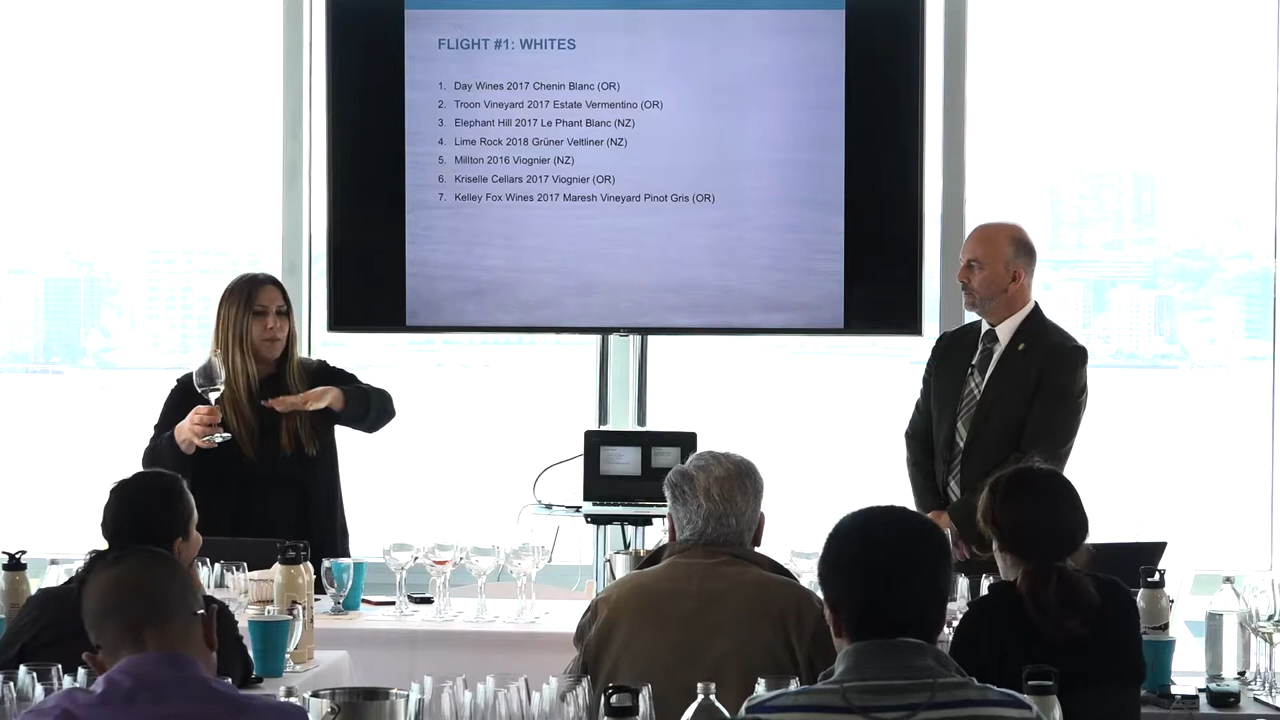 FLIGHT #1: WHITES
1. Day Wines 2017 Chenin Blanc (OR)
2. Troon Vineyard 2017 Estate Vermentino (OR)
3. Elephant Hill 2017 Le Phant Blanc (NZ)
4. Lime Rock 2018 Grüner Veltliner (NZ)
5. Millton 2016 Viognier (NZ)
6. Kriselle Cellars 2017 Viognier (OR)
7. Kelley Fox Wines 2017 Maresh Vineyard Pinot Gris (OR)